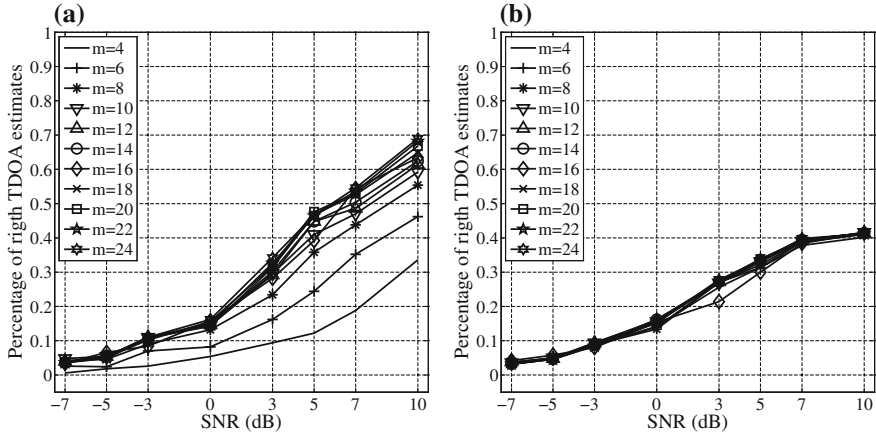 (a)
Percentage of rigth TDOA estimates
1
0.9
0.8
0.7
0.6
0.5
0.4
0.3
0.2
0.1
0
m=4
m=6
m=8
m=10
m=12
m=14
m=16
m=18
m=20
m=22
m=24
−7 −5 −3 0 3 5 7 10
SNR (dB)
(b)
Percentage of rigth TDOA estimates
1
0.9
0.8
0.7
0.6
0.5
0.4
0.3
0.2
0.1
0
m=4
m=6
m=8
m=10
m=12
m=14
m=16
m=18
m=20
m=22
m=24
−7 −5 −3 0 3 5 7 10
SNR (dB)